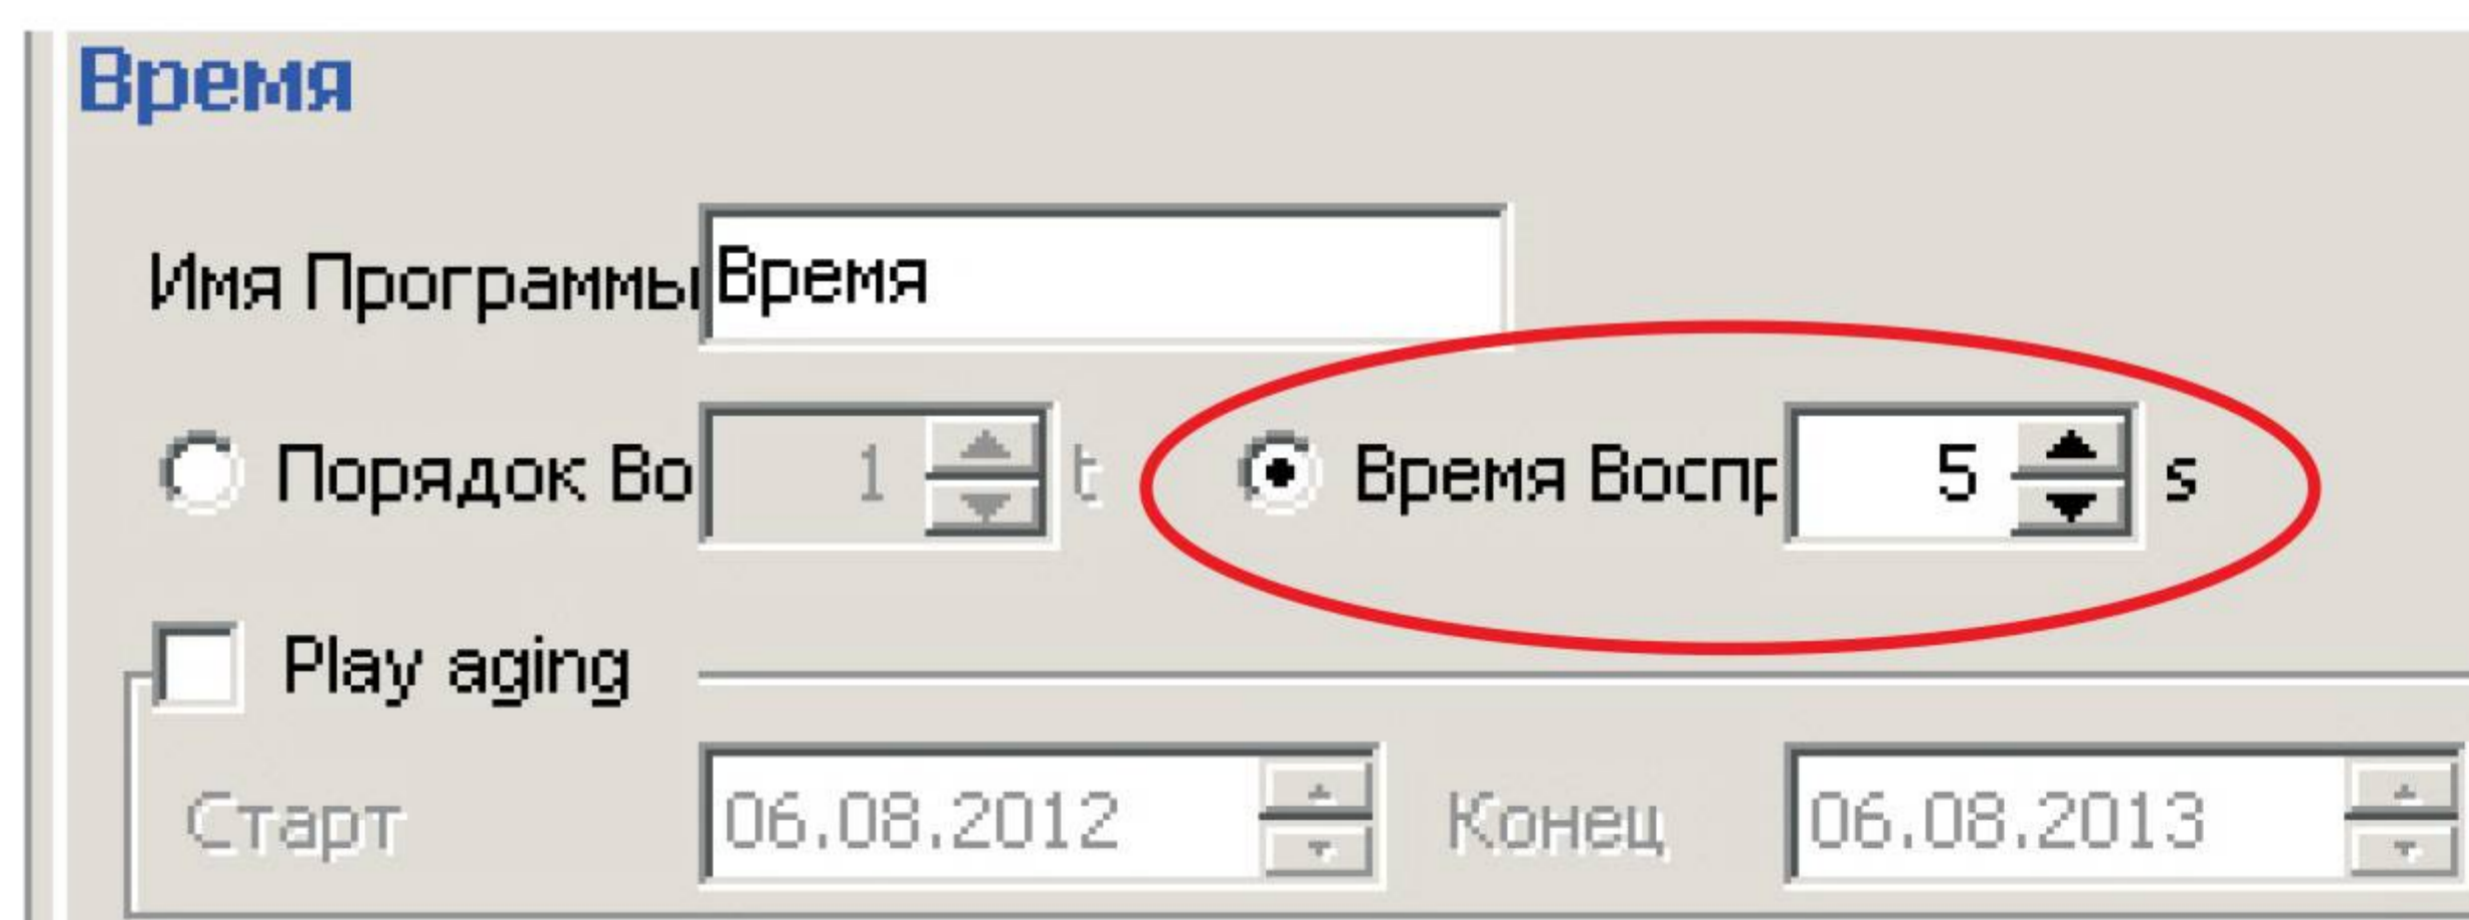 Время
Имя Программы Время
Порядок Во 1 t Время Воспр 5 s
Play aging
Старт 06.08.2012 Конец 06.08.2013